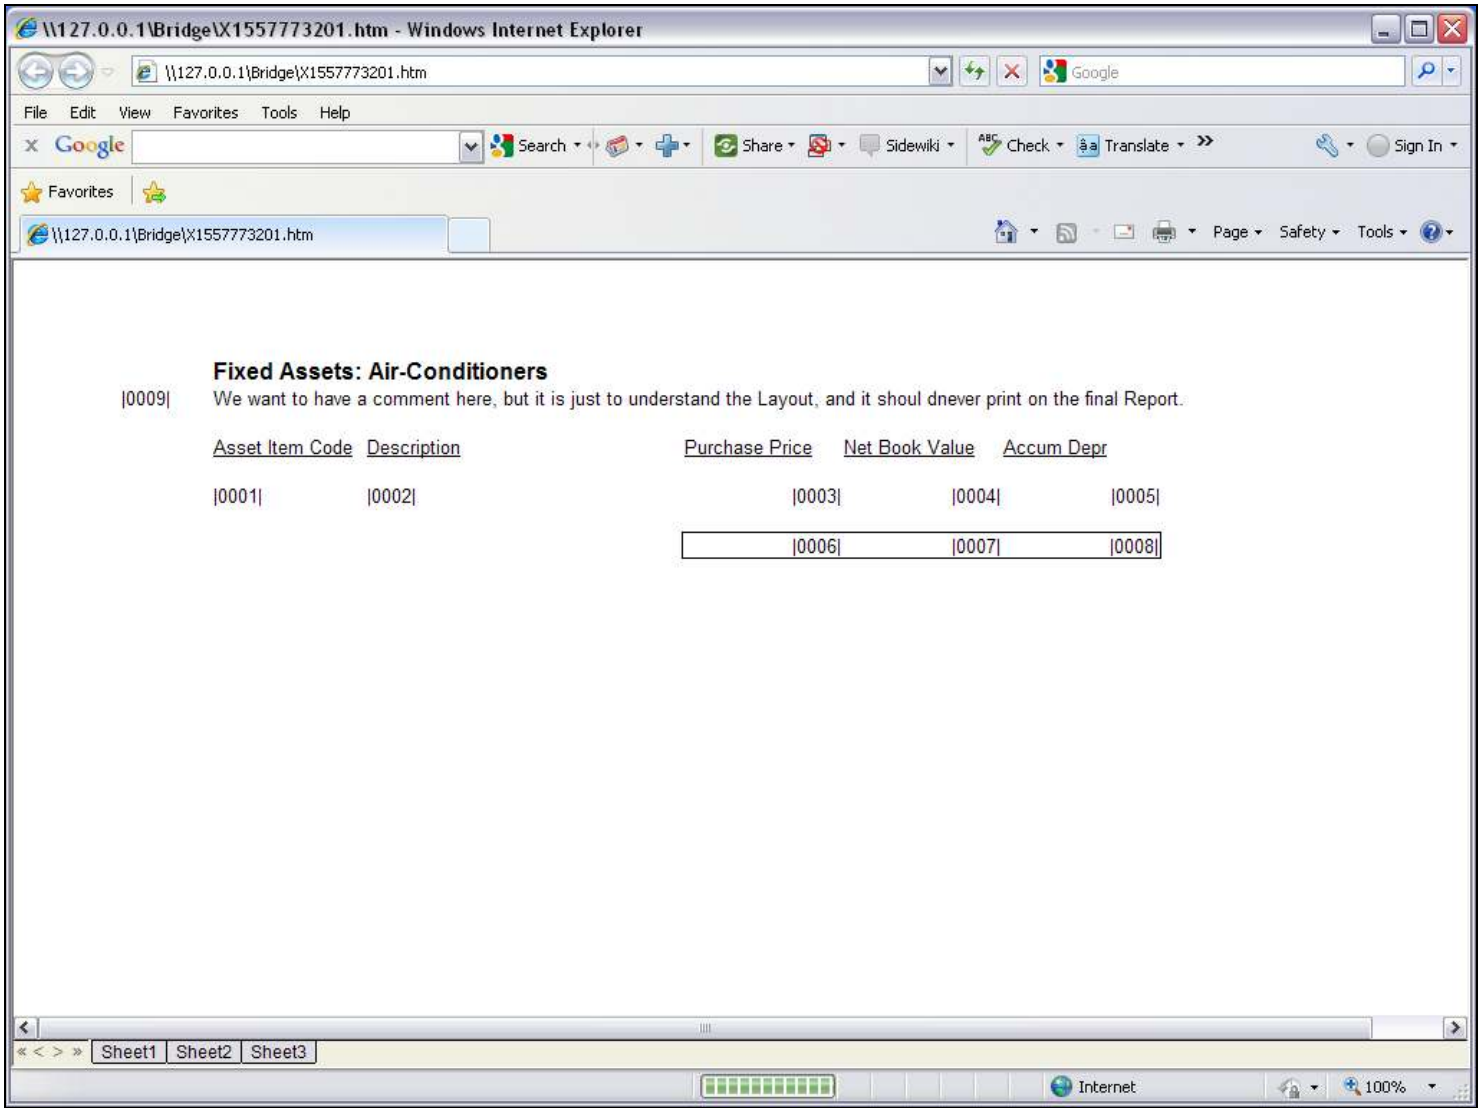 \\127.0.0.1\Bridge\X1557773201.htm - Windows Internet Explorer
\\127.0.0.1\Bridge\X1557773201.htm
Google
File Edit View Favorites Tools Help
x Google Search Share Sidewiki ABC Check âa Translate » Sign In
Favorites
\\127.0.0.1\Bridge\X1557773201.htm Page Safety Tools
Fixed Assets: Air-Conditioners
|0009| We want to have a comment here, but it is just to understand the Layout, and it shoul dnever print on the final Report.
Asset Item Code Description Purchase Price Net Book Value Accum Depr
|0001| |0002| |0003| |0004| |0005|
|0006| |0007| |0008|
« < > » Sheet1 Sheet2 Sheet3
Internet 100%